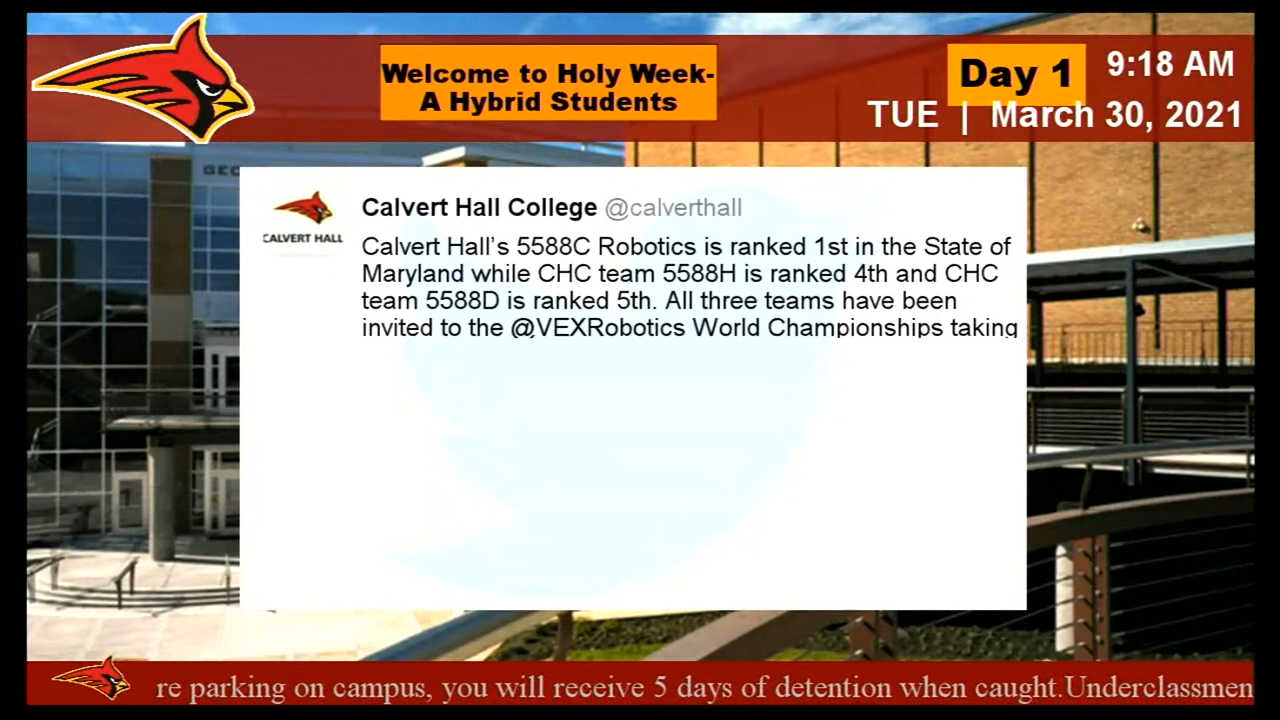 Welcome to Holy Week-
A Hybrid Students
Day 1
9:18 AM
TUE | March 30, 2021
Calvert Hall College @calverthall
CALVERT HALL
Calvert Hall's 5588C Robotics is ranked 1st in the State of
Maryland while CHC team 5588H is ranked 4th and CHC
team 5588D is ranked 5th. All three teams have been
invited to the @VEXRobotics World Championships taking
re parking on campus, you will receive 5 days of detention when caught.Underclassmen